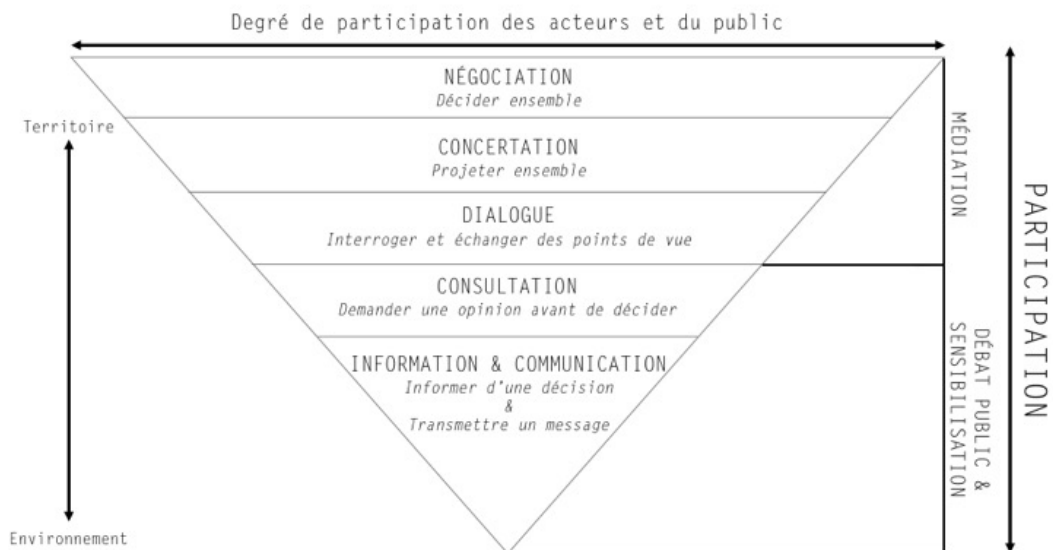 Degré de participation des acteurs et du public
NÉGOCIATION
Décider ensemble
Territoire
CONCERTATION
Projeter ensemble
DIALOGUE
Interroger et échanger des points de vue
CONSULTATION
Demander une opinion avant de décider
INFORMATION & COMMUNICATION
Informer d'une décision
&
Transmettre un message
Environnement
MÉDIATION
DÉBAT PUBLIC &
SENSIBILISATION
PARTICIPATION